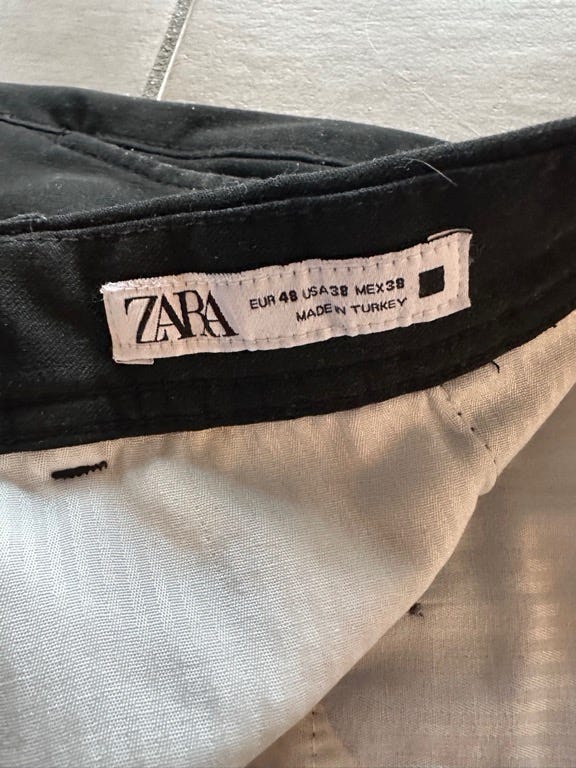 ZARA
EUR 48 USA 38 MEX 38
MADE IN TURKEY